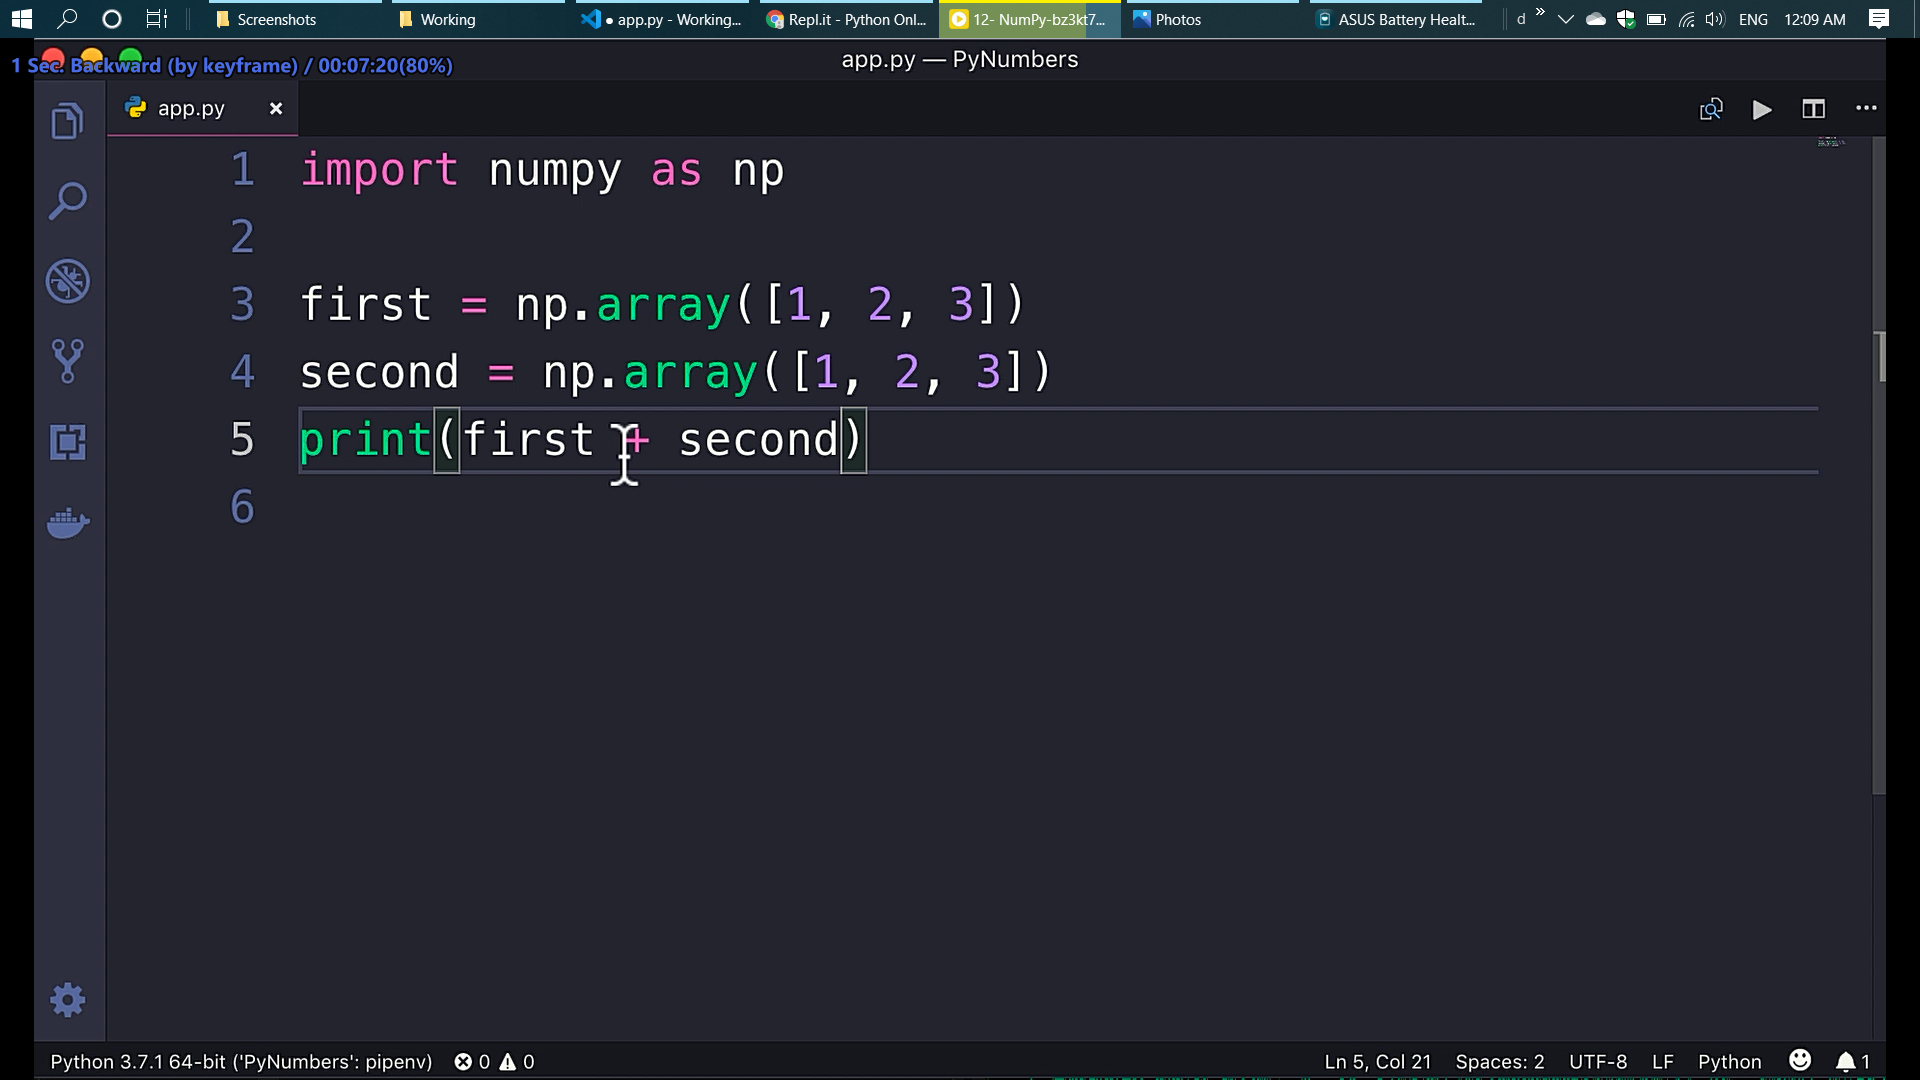 Screenshots Working ● app.py - Working... Repl.it - Python Onl... 12- NumPy-bz3kt7... Photos ASUS Battery Healt... d » ENG 12:09 AM
1 Sec. Backward (by keyframe) / 00:07:20(80%)
app.py — PyNumbers
app.py ×
1 import numpy as np
2
3 first = np.array([1, 2, 3])
4 second = np.array([1, 2, 3])
5 print(first + second)
6
Python 3.7.1 64-bit ('PyNumbers': pipenv) 0 0 Ln 5, Col 21 Spaces: 2 UTF-8 LF Python 1